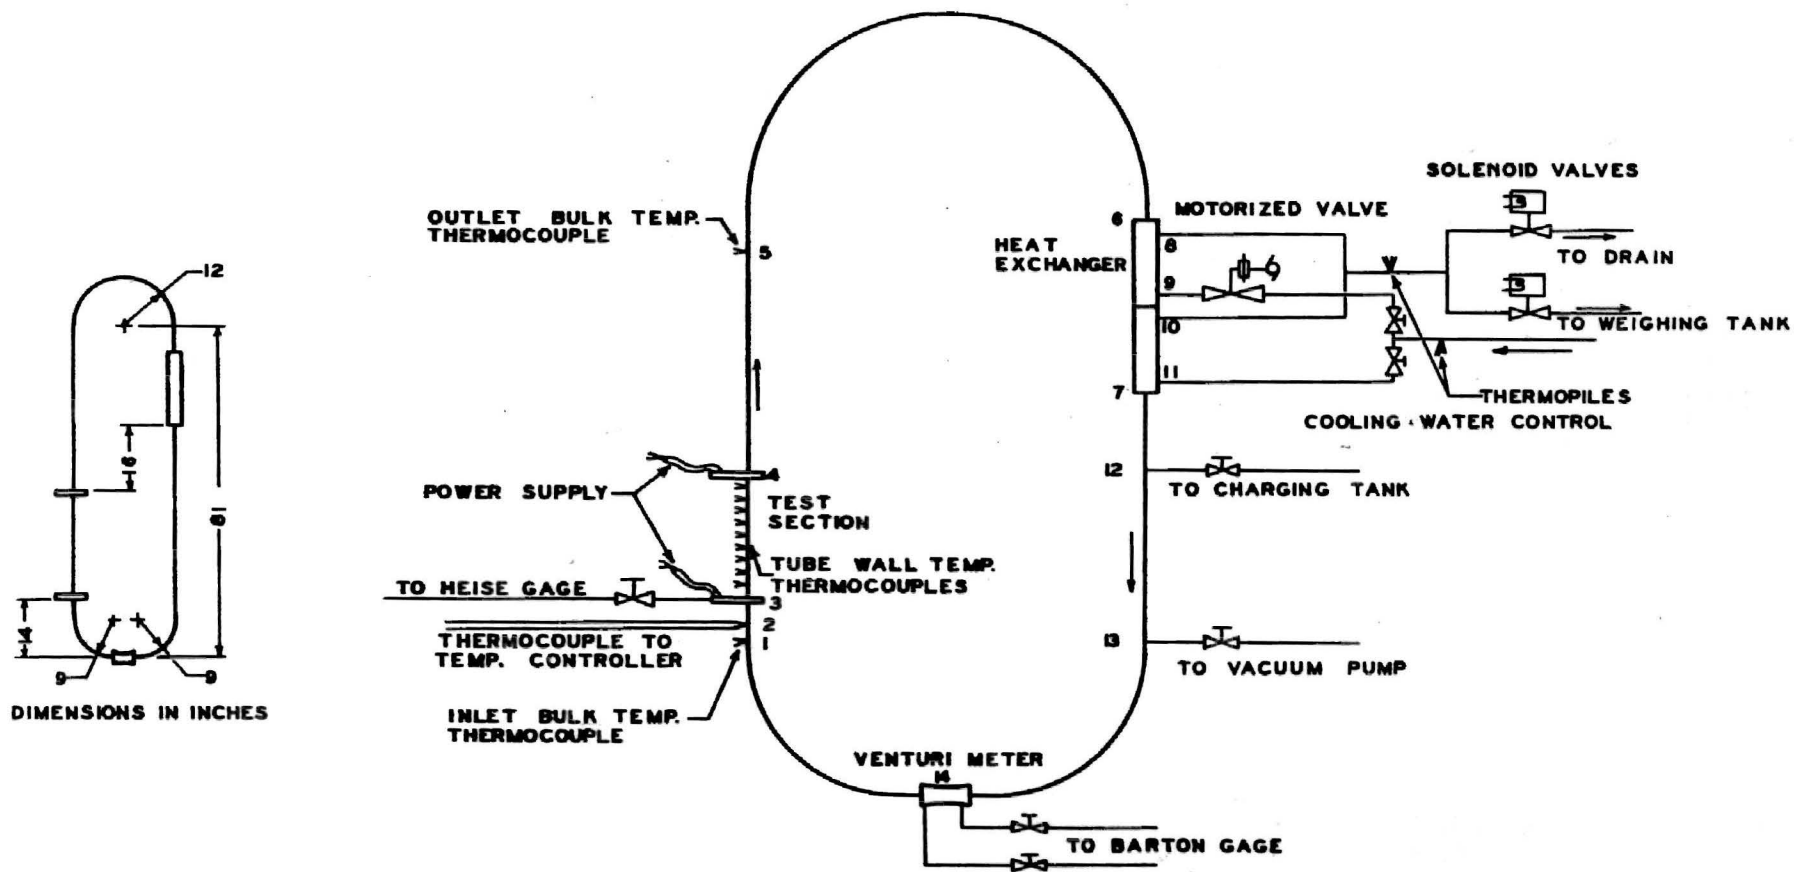 12
16
81
14
9
9
DIMENSIONS IN INCHES
OUTLET BULK TEMP.
THERMOCOUPLE
5
POWER SUPPLY
4
TEST
SECTION
TUBE WALL TEMP.
THERMOCOUPLES
TO HEISE GAGE
3
2
THERMOCOUPLE TO
TEMP. CONTROLLER
1
INLET BULK TEMP.
THERMOCOUPLE
VENTURI METER
14
TO BARTON GAGE
6
HEAT
EXCHANGER
7
8
9
10
11
MOTORIZED VALVE
SOLENOID VALVES
S
TO DRAIN
S
TO WEIGHING TANK
THERMOPILES
COOLING WATER CONTROL
12
TO CHARGING TANK
13
TO VACUUM PUMP